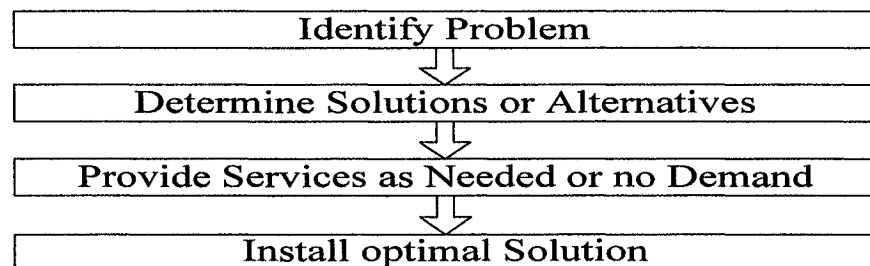 Identify Problem
Determine Solutions or Alternatives
Provide Services as Needed or no Demand
Install optimal Solution